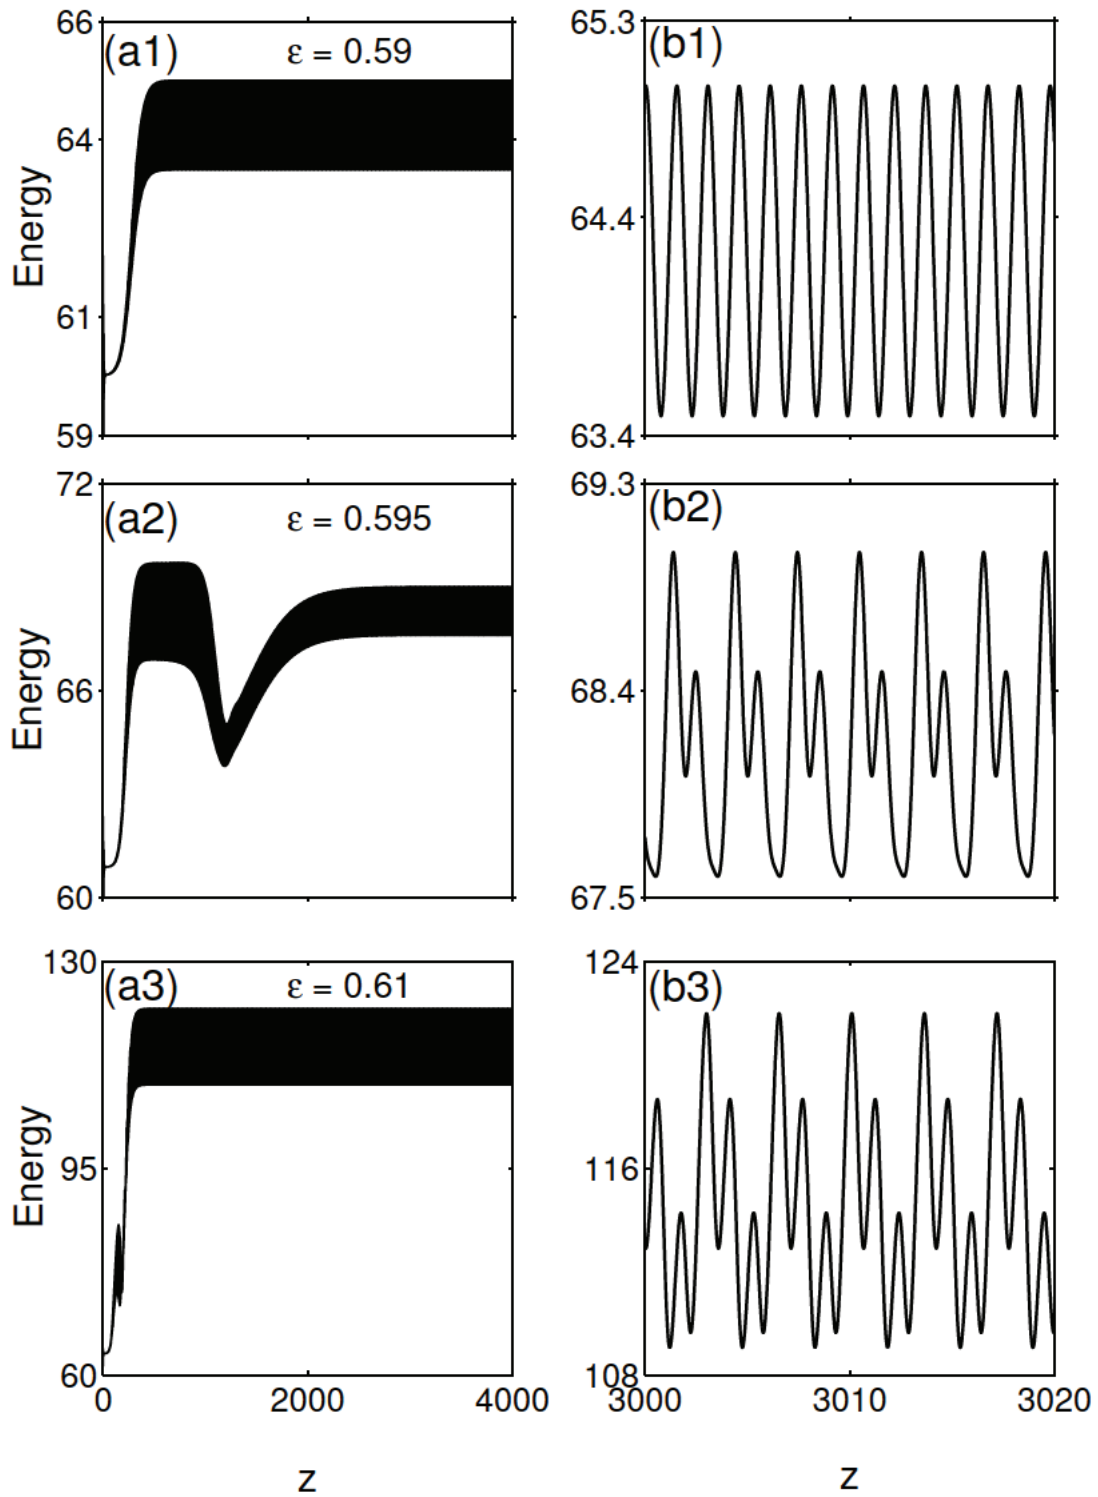 66
(a1)
ε = 0.59
64
61
59
Energy
65.3
(b1)
64.4
63.4
72
(a2)
ε = 0.595
66
60
Energy
69.3
(b2)
68.4
67.5
130
(a3)
ε = 0.61
95
60
Energy
0
2000
4000
z
124
(b3)
116
108
3000
3010
3020
z